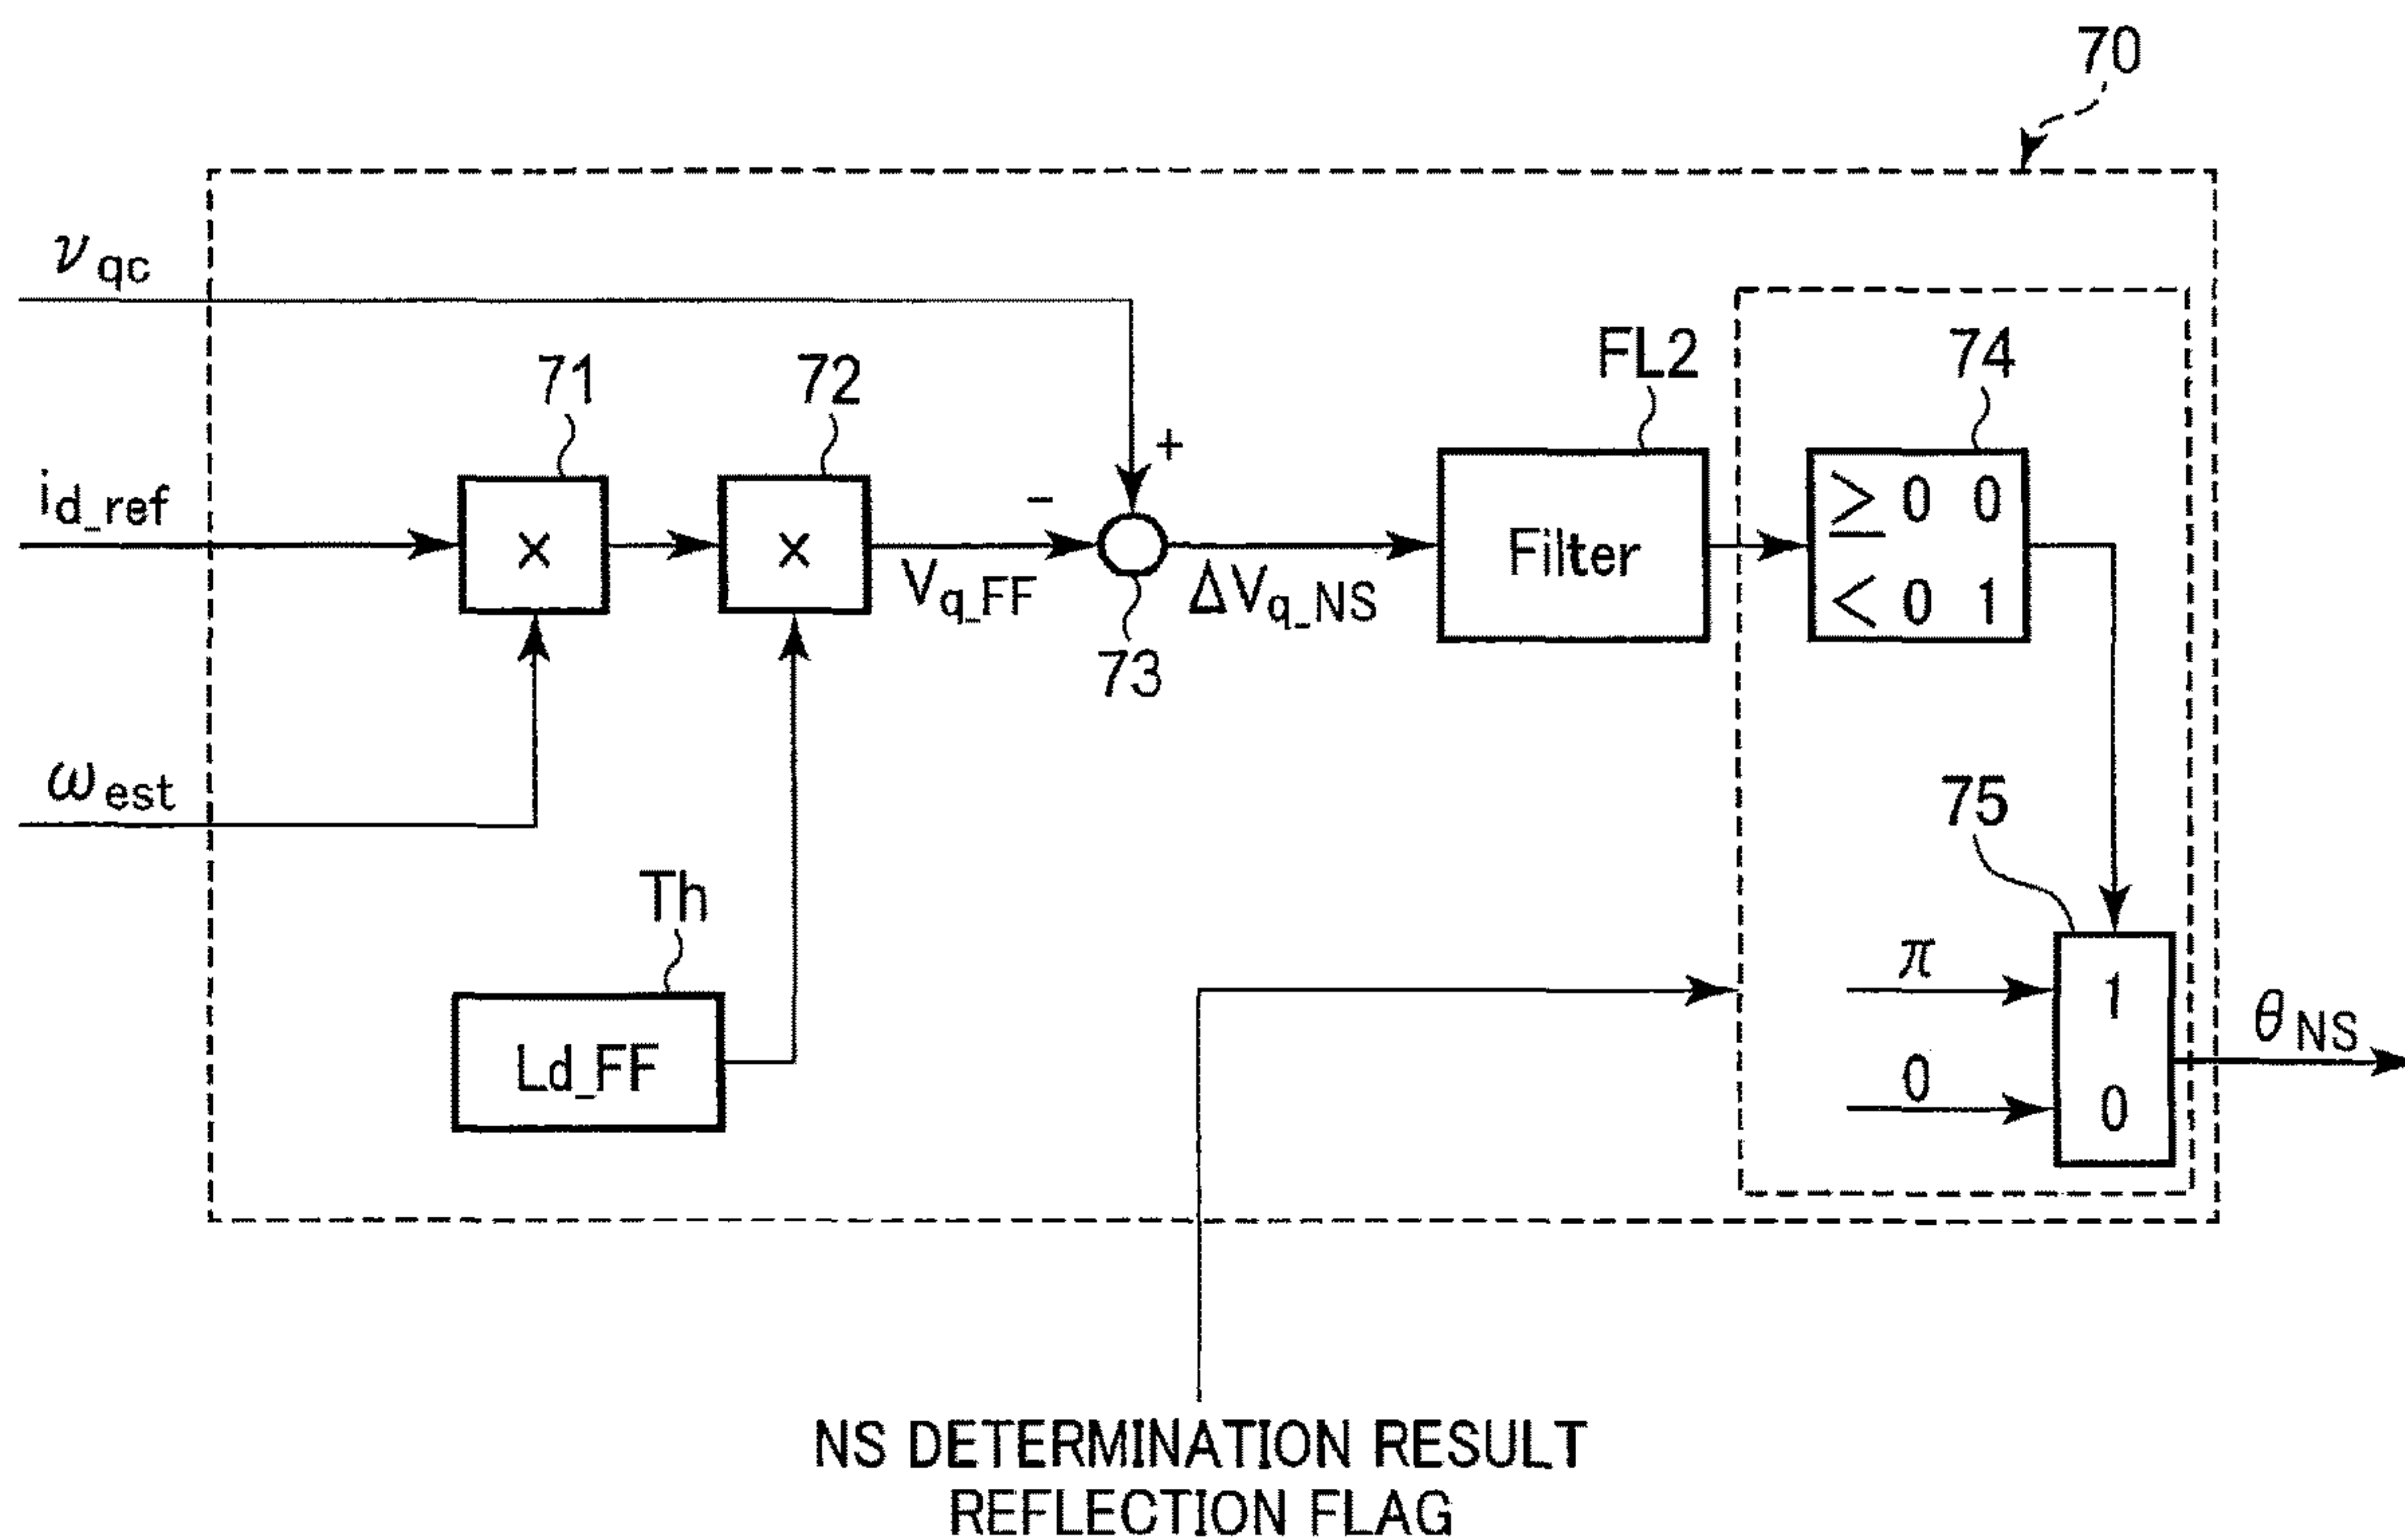 70
ν qc
71
72
FL2
74
+
i d_ref
×
×
−
V q_FF
ΔV q_NS
Filter
≥ 0 0
< 0 1
73
ω est
75
Th
Ld_FF
π
1
0
0
θ NS
NS DETERMINATION RESULT
REFLECTION FLAG